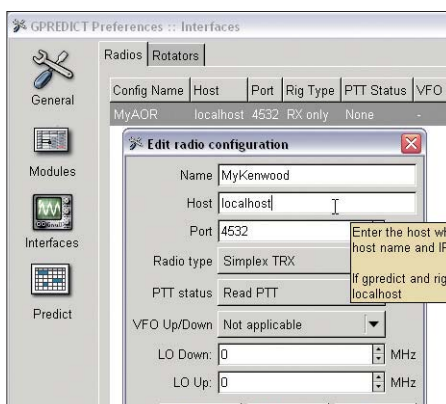 GPREDICT Preferences :: Interfaces
General
Modules
Interfaces
Predict
Radios Rotators
Config Name Host Port Rig Type PTT Status VFO
MyAOR localhost 4532 RX only None -
Edit radio configuration
Name MyKenwood
Host localhost
Port 4532
Radio type Simplex TRX
PTT status Read PTT
VFO Up/Down Not applicable
LO Down: 0 MHz
LO Up: 0 MHz
Enter the host
host name and
If gpredict and
localhost